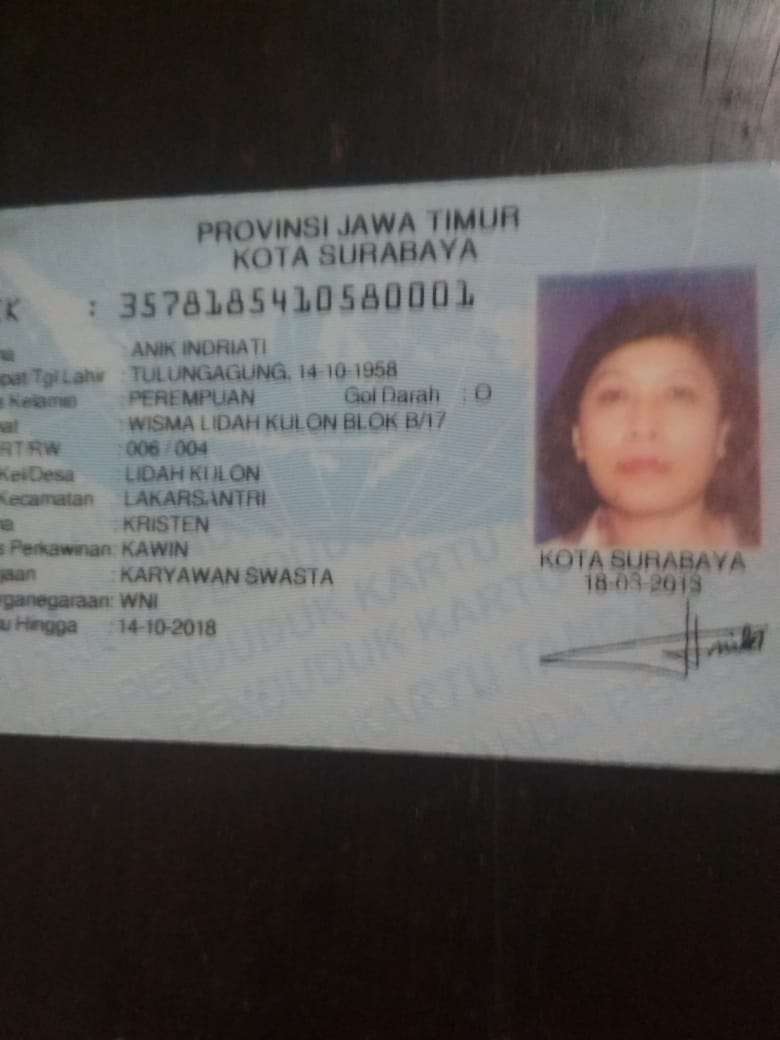 PROVINSI JAWA TIMUR
KOTA SURABAYA
K : 3578185410580001
a : ANIK INDRIATI
pat Tgl Lahir : TULUNGAGUNG, 14-10-1958
s Kelamin : PEREMPUAN Gol Darah : O
at : WISMA LIDAH KULON BLOK B/17
RT/RW : 006 / 004
Kel/Desa : LIDAH KULON
Kecamatan : LAKARSANTRI
a : KRISTEN
s Perkawinan: KAWIN
jaan : KARYAWAN SWASTA
rganegaraan: WNI
u Hingga : 14-10-2018
KOTA SURABAYA
18-03-2013